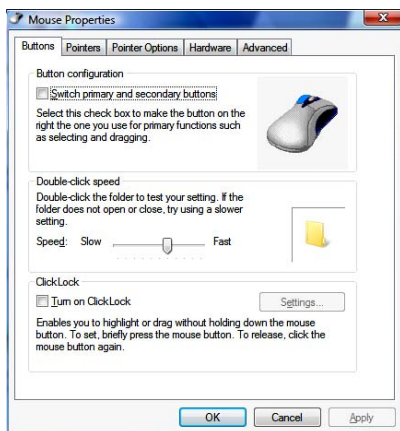 Mouse Properties
Buttons Pointers Pointer Options Hardware Advanced
Button configuration
Switch primary and secondary buttons
Select this check box to make the button on the
right the one you use for primary functions such
as selecting and dragging.
Double-click speed
Double-click the folder to test your setting. If the
folder does not open or close, try using a slower
setting.
Speed: Slow Fast
ClickLock
Turn on ClickLock
Settings...
Enables you to highlight or drag without holding down the mouse
button. To set, briefly press the mouse button. To release, click the
mouse button again.
OK Cancel Apply